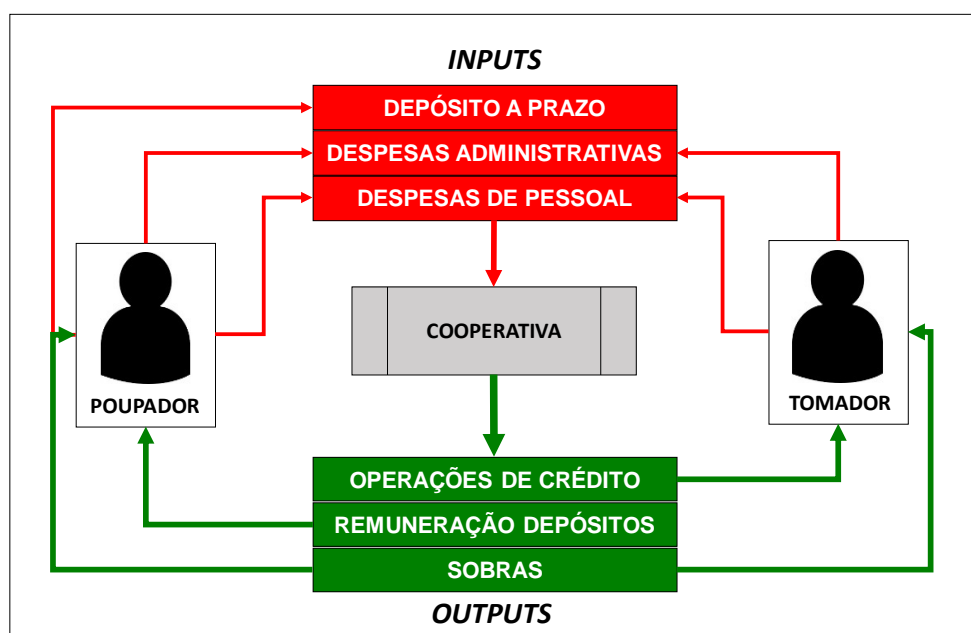 INPUTS
DEPÓSITO A PRAZO
DESPESAS ADMINISTRATIVAS
DESPESAS DE PESSOAL
COOPERATIVA
POUPADOR
TOMADOR
OPERAÇÕES DE CRÉDITO
REMUNERAÇÃO DEPÓSITOS
SOBRAS
OUTPUTS